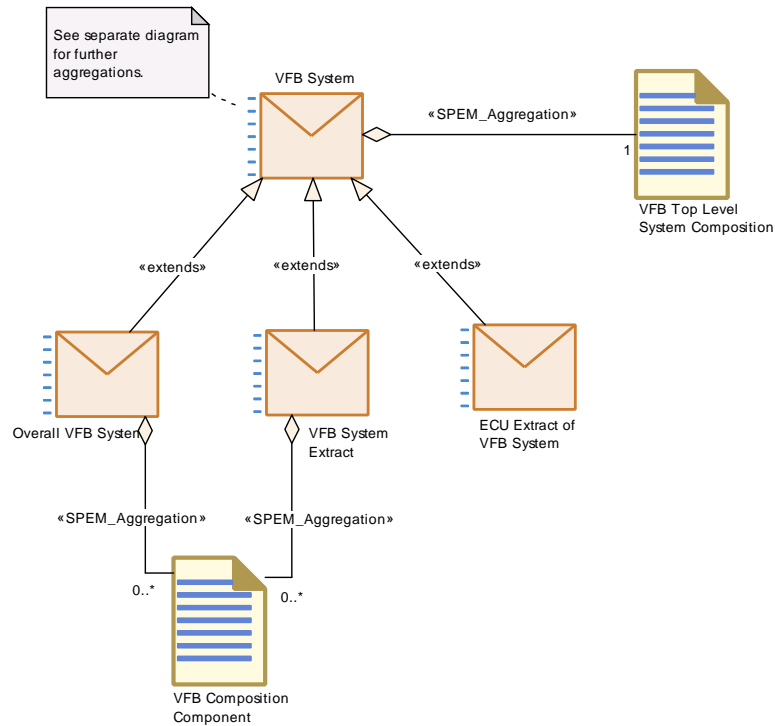 See separate diagram
for further
aggregations.
VFB System
«SPEM_Aggregation»
1
VFB Top Level
System Composition
«extends»
«extends»
«extends»
Overall VFB System
VFB System
Extract
ECU Extract of
VFB System
«SPEM_Aggregation»
«SPEM_Aggregation»
0..*
0..*
VFB Composition
Component